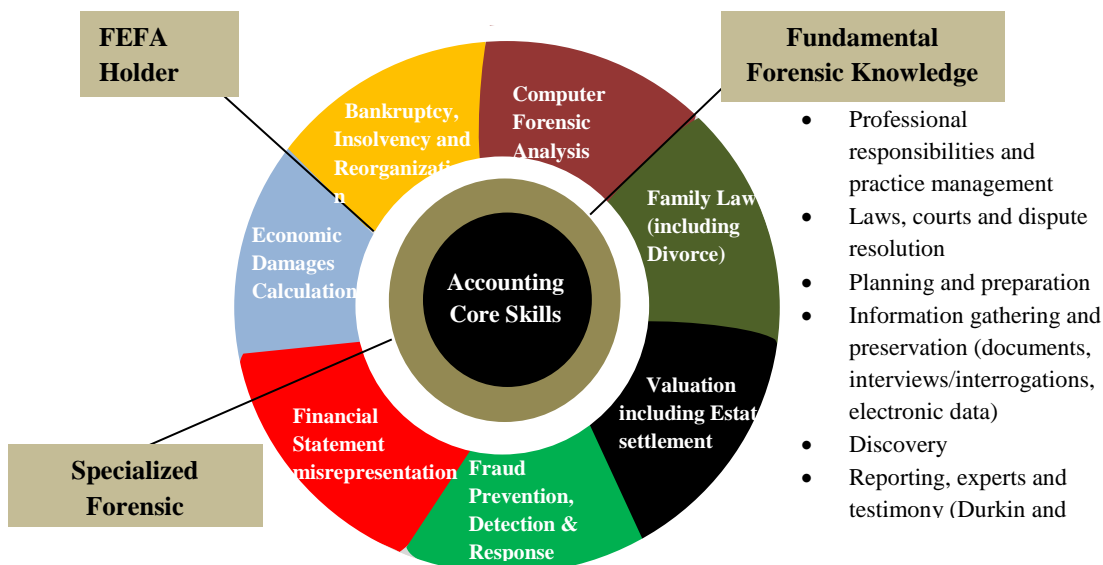 FEFA
Holder
Fundamental
Forensic Knowledge
Bankruptcy,
Insolvency and
Reorganizatio
n
Computer
Forensic
Analysis
Family Law
(including
Divorce)
Economic
Damages
Calculation
Accounting
Core Skills
Valuation
including Estat
settlement
Financial
Statement
misrepresentation
Fraud
Prevention,
Detection &
Response
Specialized
Forensic
• Professional
responsibilities and
practice management
• Laws, courts and dispute
resolution
• Planning and preparation
• Information gathering and
preservation (documents,
interviews/interrogations,
electronic data)
• Discovery
• Reporting, experts and
testimony (Durkin and